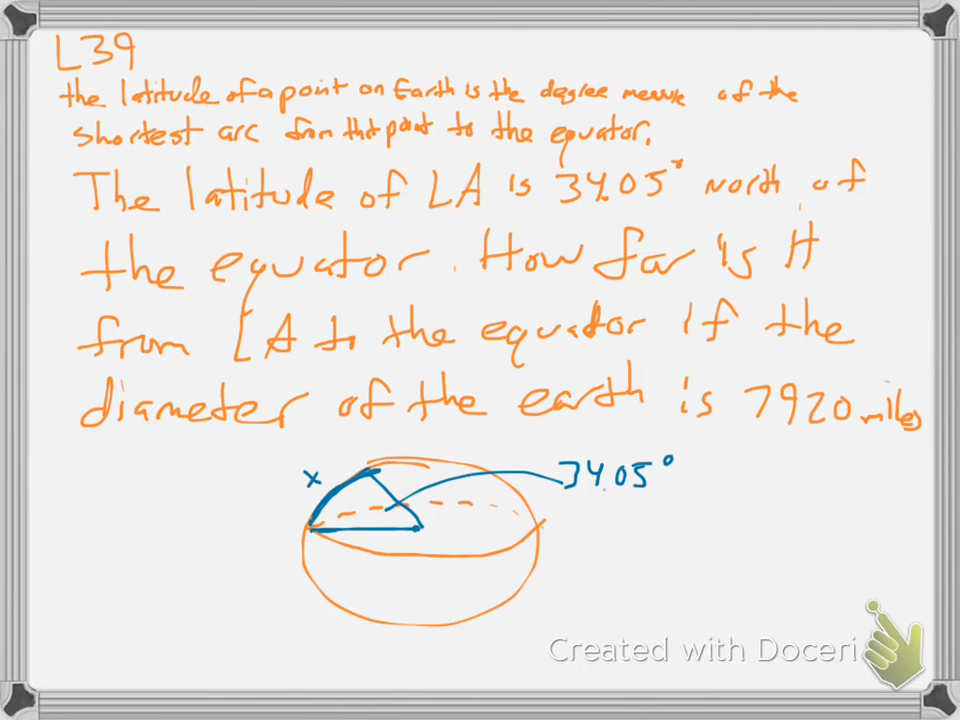 L39
the latitude of a point on Earth is the degree measure of the
shortest arc from that point to the equator.
The latitude of LA is 34.05° north of
the equator. How far is it
from LA to the equator if the
diameter of the earth is 7920 miles
x
34.05°
Created with Doceri